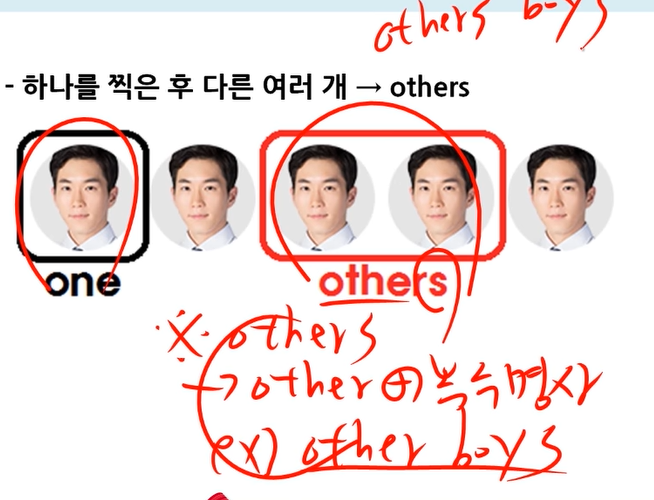 others boys
- 하나를 찍은 후 다른 여러 개 → others
one others
※ others
→ other ⊕ 복수명사
ex) other boys